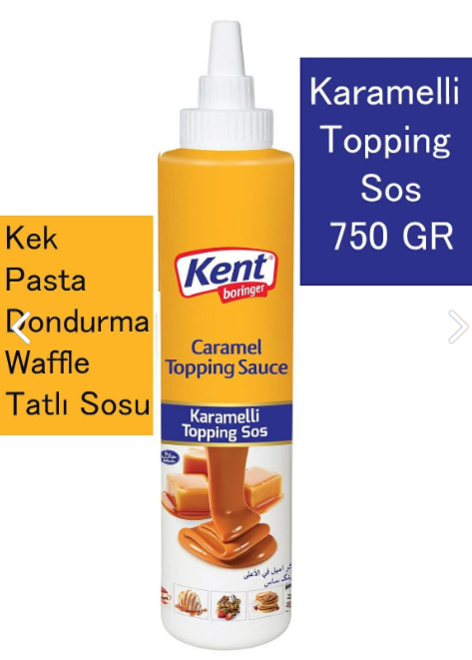 Karamelli
Topping
Sos
750 GR
Kek
Pasta
Dondurma
Waffle
Tatlı Sosu
Kent
boringer
Caramel
Topping Sauce
Karamelli
Topping Sos